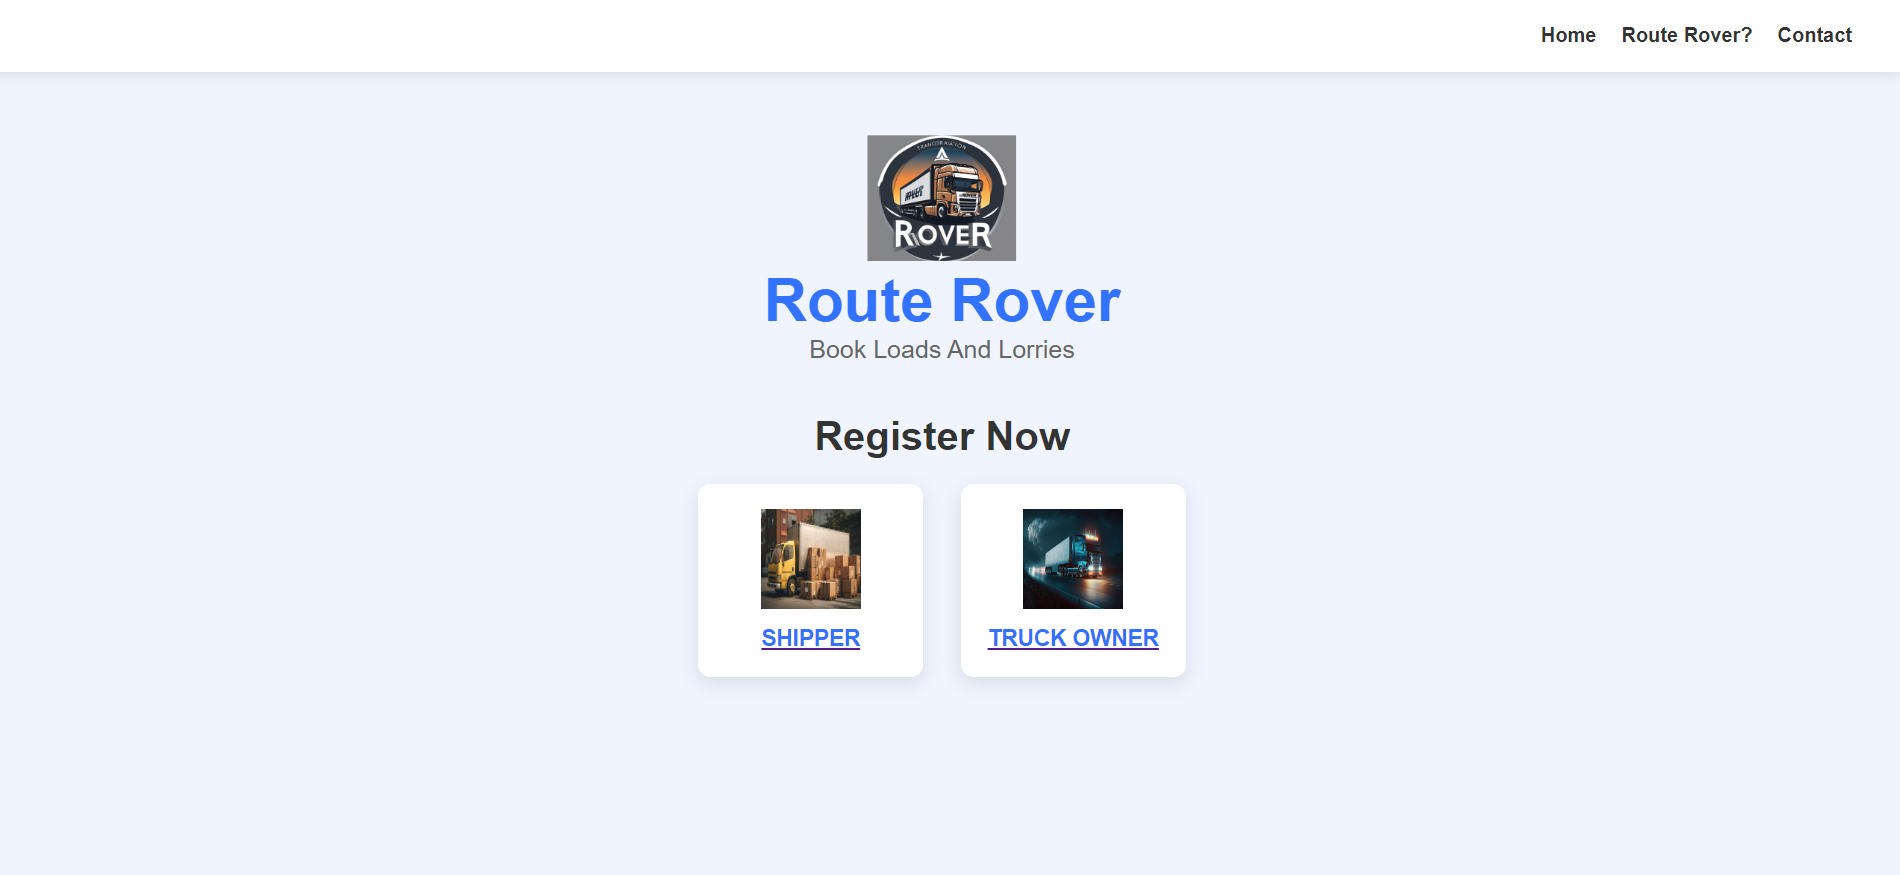 Home Route Rover? Contact
ROVER
Route Rover
Book Loads And Lorries
Register Now
SHIPPER TRUCK OWNER